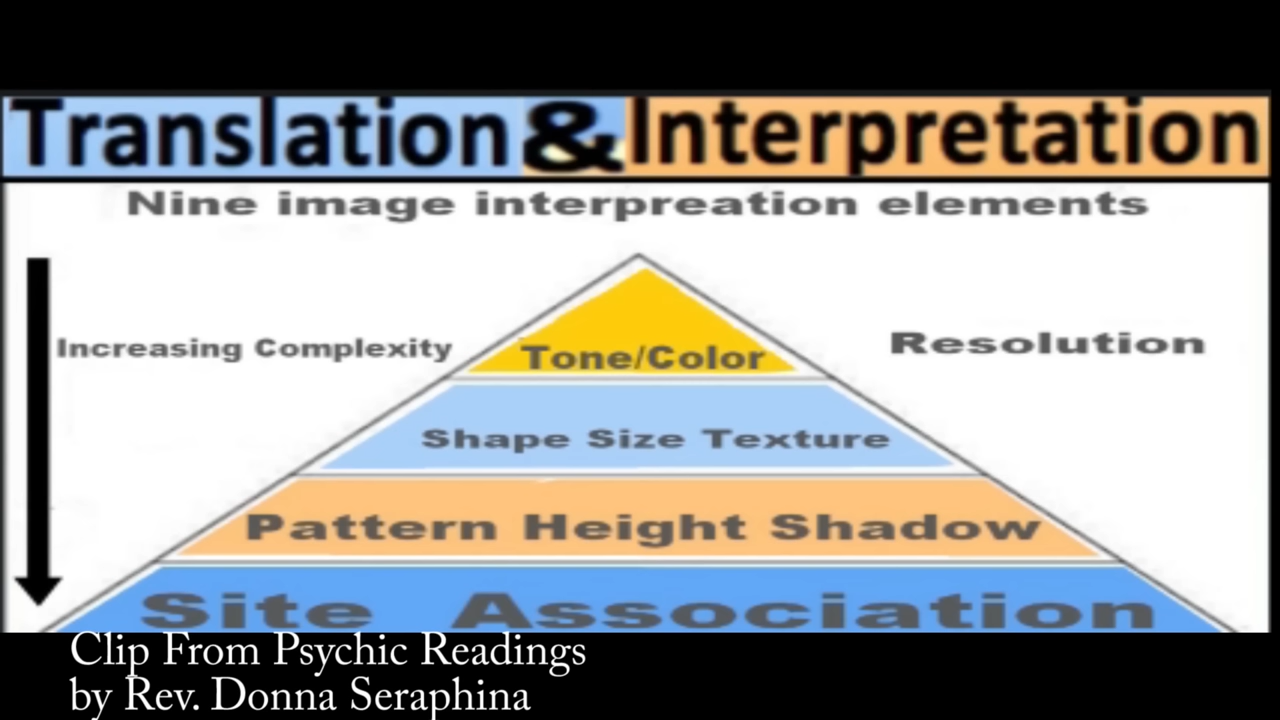 Translation & Interpretation
Nine image interpreation elements
Increasing Complexity
Tone/Color
Resolution
Shape Size Texture
Pattern Height Shadow
Site Association
Clip From Psychic Readings
by Rev. Donna Seraphina